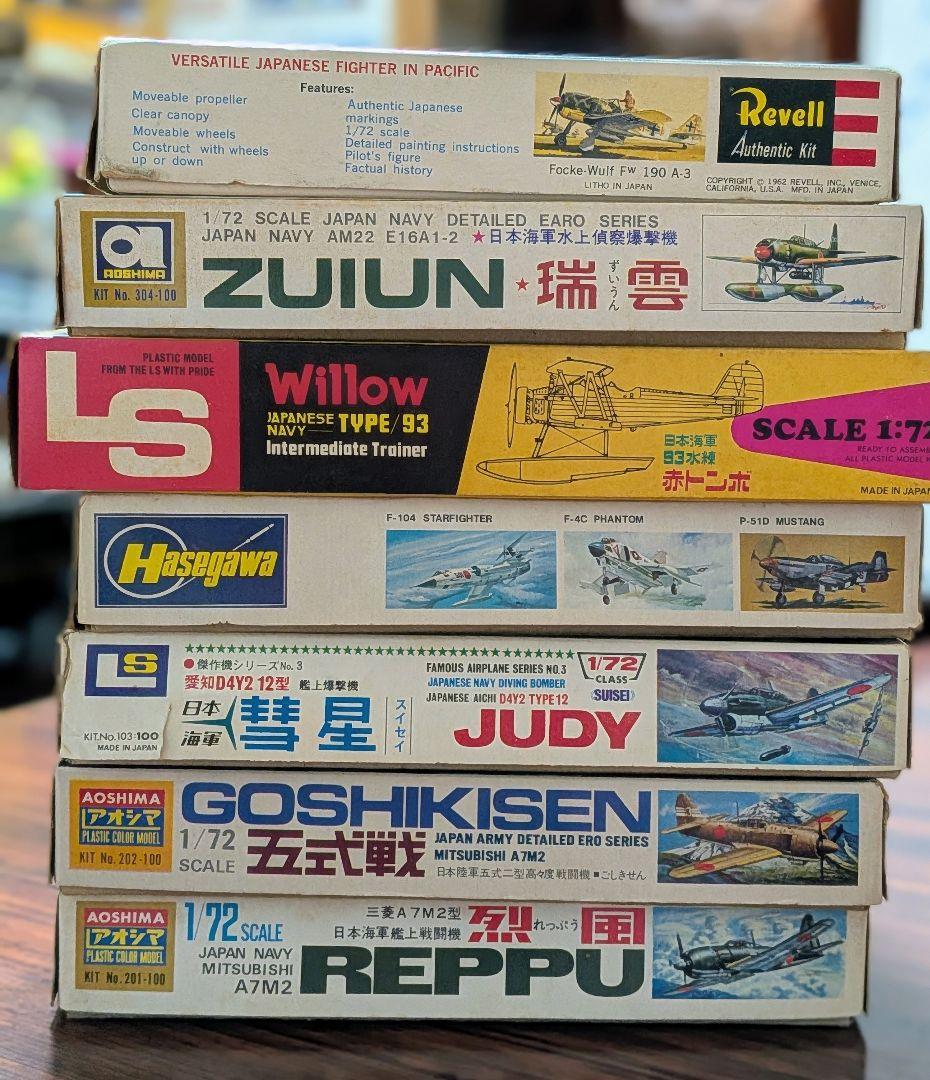 VERSATILE JAPANESE FIGHTER IN PACIFIC
Features:
Moveable propeller
Clear canopy
Moveable wheels
Construct with wheels
up or down
Authentic Japanese
markings
1/72 scale
Detailed painting instructions
Pilot's figure
Factual history
Focke-Wulf FW 190 A-3
LITHO IN JAPAN
Revell
Authentic Kit
COPYRIGHT © 1962 REVELL, INC., VENICE,
CALIFORNIA, U.S.A. MFD. IN JAPAN
AOSHIMA
KIT No. 304-100
1/72 SCALE JAPAN NAVY DETAILED EARO SERIES
JAPAN NAVY AM22 E16A1-2 ★日本海軍水上偵察爆撃機
ZUIUN★瑞雲
ずいうん
LS
PLASTIC MODEL
FROM THE LS WITH PRIDE
Willow
JAPANESE NAVY TYPE/93
Intermediate Trainer
日本海軍
93水練
赤トンボ
SCALE 1:72
READY TO ASSEMB
ALL PLASTIC MODEL K
MADE IN JAPAN
Hasegawa
F-104 STARFIGHTER
F-4C PHANTOM
P-51D MUSTANG
LS
KIT.No.103:100
MADE IN JAPAN
●傑作機シリーズNo.3
愛知D4Y2 12型 艦上爆撃機
日本海軍
彗星
スイセイ
FAMOUS AIRPLANE SERIES NO.3
JAPANESE NAVY DIVING BOMBER
JAPANESE AICHI D4Y2 TYPE 12
JUDY
1/72
CLASS
《SUISEI》
AOSHIMA
アオシマ
PLASTIC COLOR MODEL
KIT No. 202-100
GOSHIKISEN
1/72
SCALE
五式戦
JAPAN ARMY DETAILED ERO SERIES
MITSUBISHI A7M2
日本陸軍五式二型高々度戦闘機■ごしきせん
AOSHIMA
アオシマ
PLASTIC COLOR MODEL
KIT No. 201-100
1/72 SCALE
JAPAN NAVY
MITSUBISHI
A7M2
三菱A7M2型
日本海軍艦上戦闘機
烈風
れっぷう
REPPU